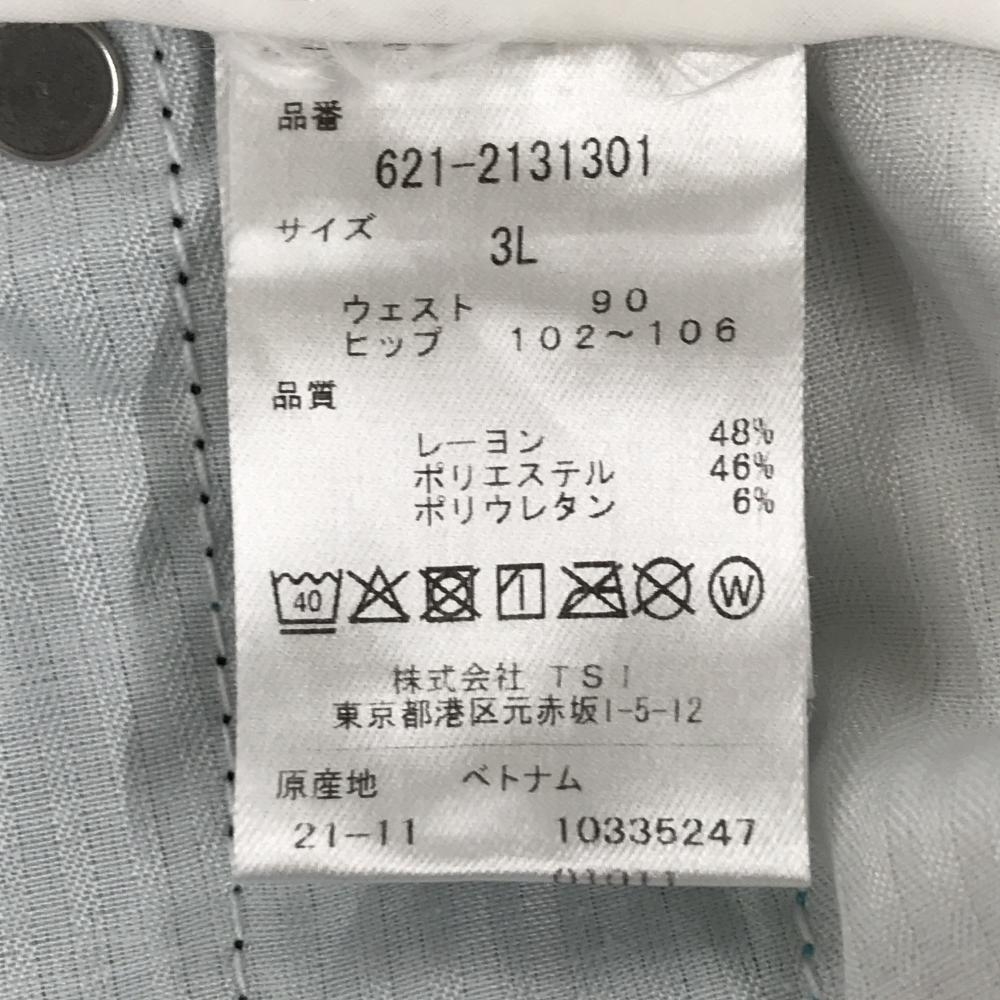 品番
621-2131301
サイズ 3L
ウェスト 90
ヒップ 102~106
品質
レーヨン 48%
ポリエステル 46%
ポリウレタン 6%
40 W
株式会社 TSI
東京都港区元赤坂1-5-12
原産地 ベトナム
21-11 10335247
01011